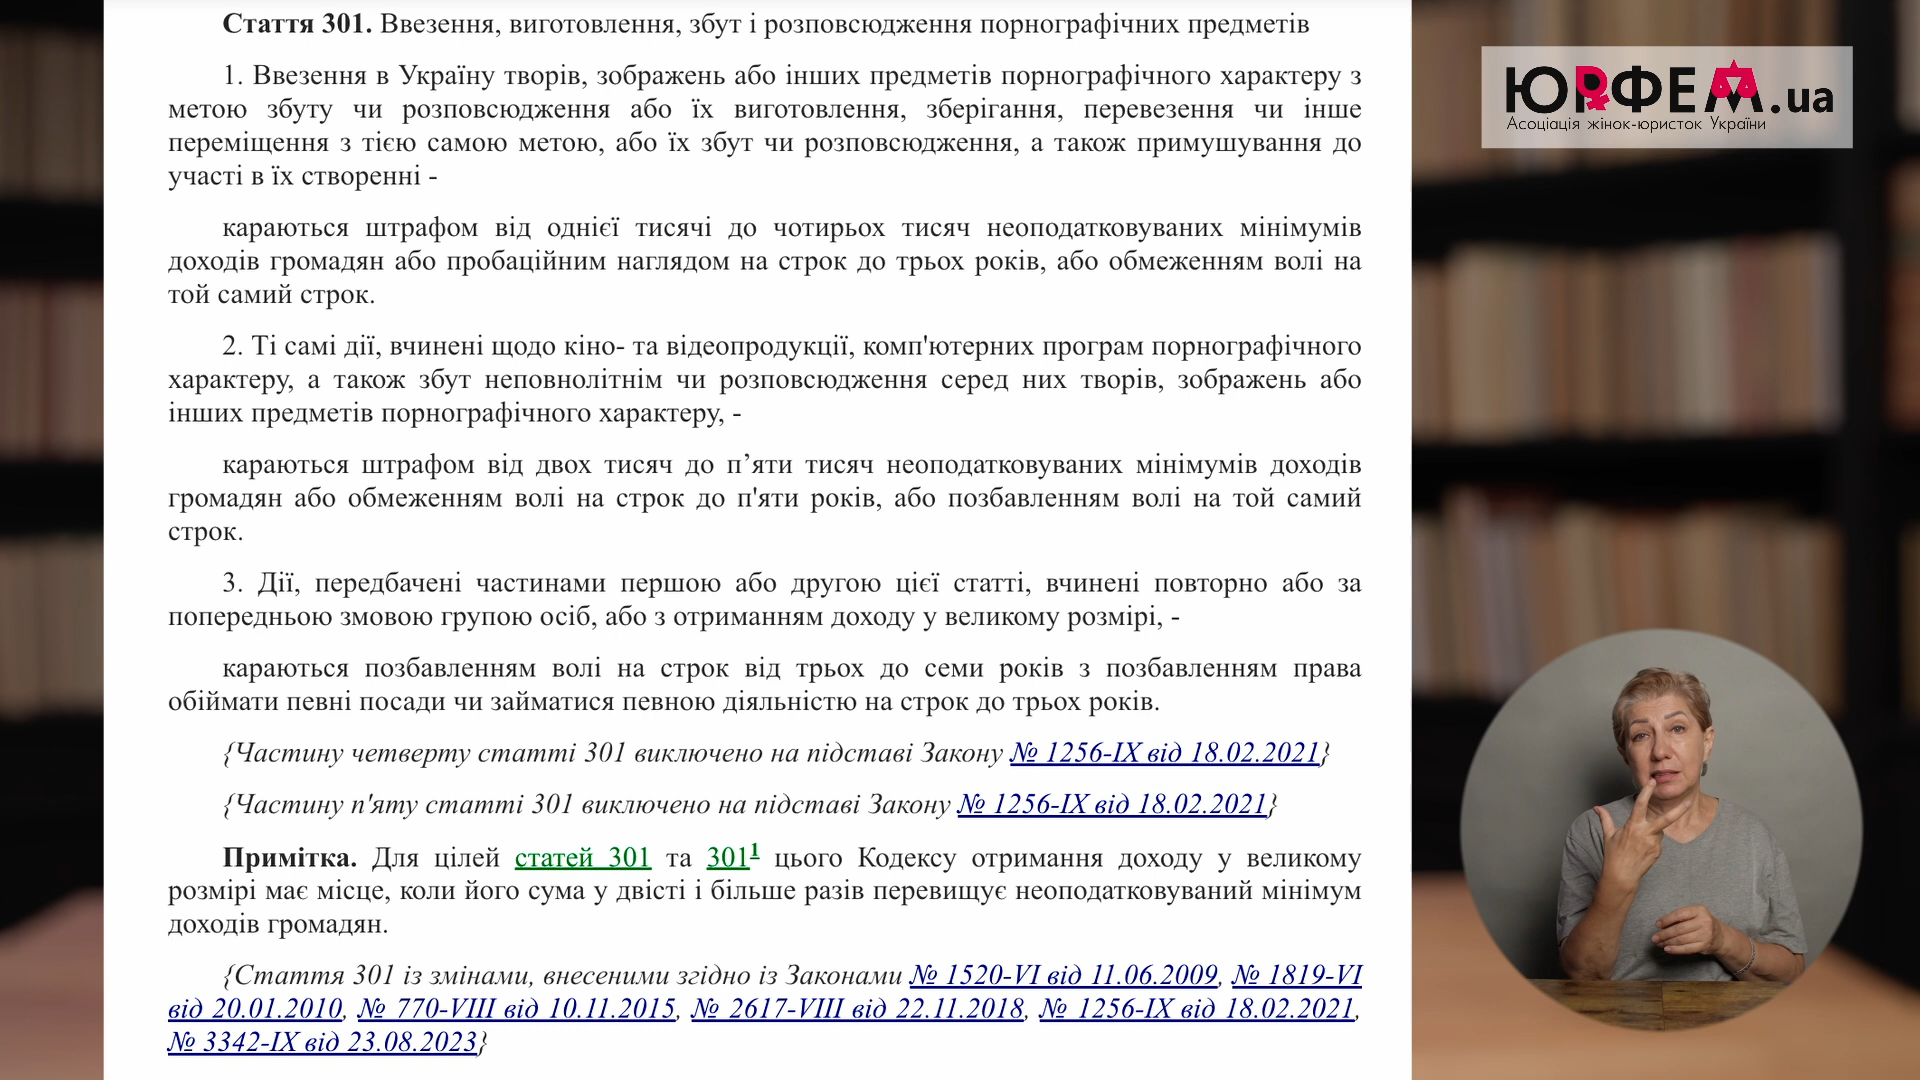 Стаття 301. Ввезення, виготовлення, збут і розповсюдження порнографічних предметів
1. Ввезення в Україну творів, зображень або інших предметів порнографічного характеру з
метою збуту чи розповсюдження або їх виготовлення, зберігання, перевезення чи інше
переміщення з тією самою метою, або їх збут чи розповсюдження, а також примушування до
участі в їх створенні -
караються штрафом від однієї тисячі до чотирьох тисяч неоподатковуваних мінімумів
доходів громадян або пробаційним наглядом на строк до трьох років, або обмеженням волі на
той самий строк.
2. Ті самі дії, вчинені щодо кіно- та відеопродукції, комп'ютерних програм порнографічного
характеру, а також збут неповнолітнім чи розповсюдження серед них творів, зображень або
інших предметів порнографічного характеру, -
караються штрафом від двох тисяч до п’яти тисяч неоподатковуваних мінімумів доходів
громадян або обмеженням волі на строк до п'яти років, або позбавленням волі на той самий
строк.
3. Дії, передбачені частинами першою або другою цієї статті, вчинені повторно або за
попередньою змовою групою осіб, або з отриманням доходу у великому розмірі, -
караються позбавленням волі на строк від трьох до семи років з позбавленням права
обіймати певні посади чи займатися певною діяльністю на строк до трьох років.
{Частину четверту статті 301 виключено на підставі Закону № 1256-IX від 18.02.2021}
{Частину п'яту статті 301 виключено на підставі Закону № 1256-IX від 18.02.2021}
Примітка. Для цілей статей 301 та 301¹ цього Кодексу отримання доходу у великому
розмірі має місце, коли його сума у двісті і більше разів перевищує неоподатковуваний мінімум
доходів громадян.
{Стаття 301 із змінами, внесеними згідно із Законами № 1520-VI від 11.06.2009, № 1819-VI
від 20.01.2010, № 770-VIII від 10.11.2015, № 2617-VIII від 22.11.2018, № 1256-IX від 18.02.2021,
№ 3342-IX від 23.08.2023}
ЮРФЕМ.ua
Асоціація жінок-юристок України